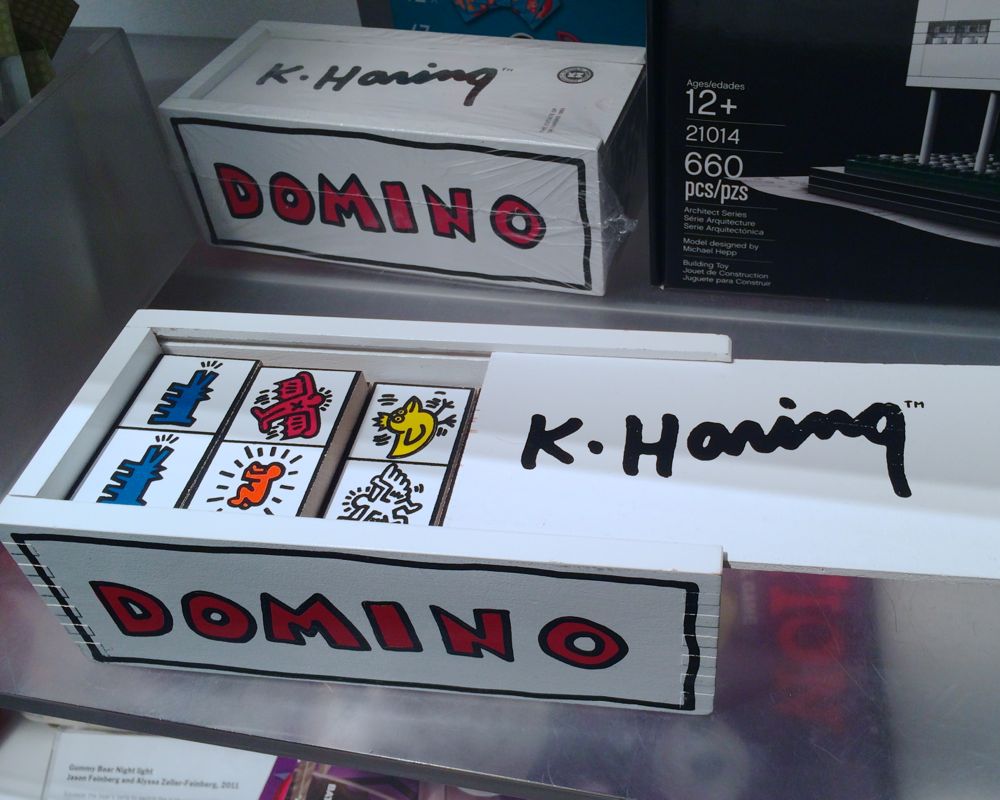 K. Haring™
DOMINO
Ages/edades
12+
21014
660
pcs/pzs
Architect Series
Série Architecture
Serie Arquitectónica
Model designed by
Michael Hepp
Building Toy
Jouet de Construction
Juguete para Construir
K. Haring™
DOMINO
Gummy Bear Night light
Jason Feinberg and Alyssa Zeller-Feinberg, 2011